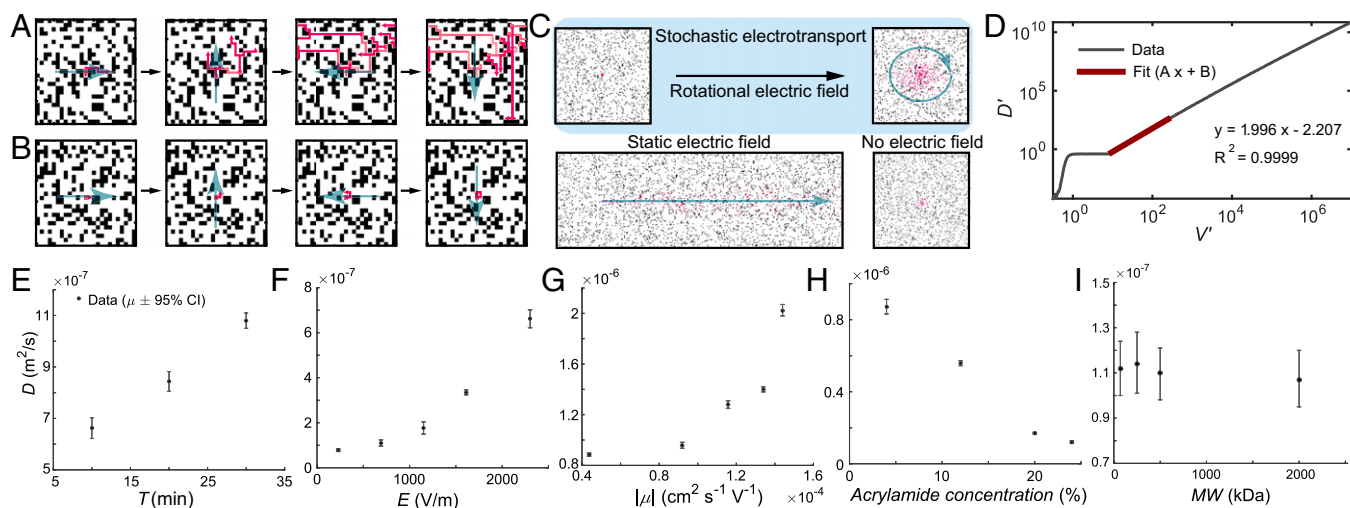 A
B
C
Stochastic electrotransport
Rotational electric field
Static electric field
No electric field
D
D'
10^10
10^5
10^0
Data
Fit (A x + B)
y = 1.996 x - 2.207
R^2 = 0.9999
10^0 10^2 10^4 10^6
V'
E
×10^-7
Data (μ ± 95% CI)
D (m^2/s)
11
9
7
5
5 15 25 35
T (min)
F
×10^-7
8
6
4
2
0
0 1000 2000
E (V/m)
G
×10^-6
2.4
2
1.6
1.2
0.8
0.4 0.8 1.2 1.6
×10^-4
|μ| (cm^2 s^-1 V^-1)
H
×10^-6
0.8
0.4
0
0 10 20
Acrylamide concentration (%)
I
×10^-7
1.5
1.3
1.1
0.9
0.7
0 1000 2000
MW (kDa)